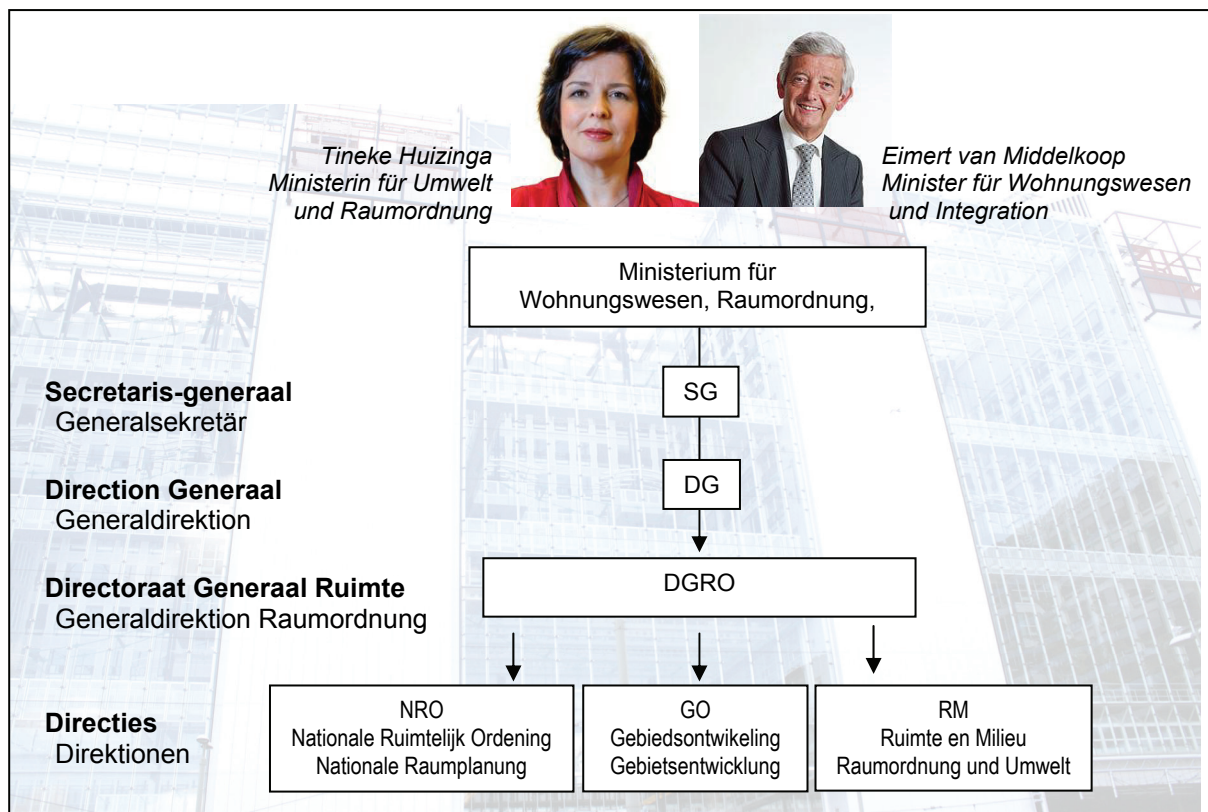 Tineke Huizinga
Ministerin für Umwelt
und Raumordnung
Eimert van Middelkoop
Minister für Wohnungswesen
und Integration
Ministerium für
Wohnungswesen, Raumordnung,
Secretaris-generaal
Generalsekretär
SG
Direction Generaal
Generaldirektion
DG
Directoraat Generaal Ruimte
Generaldirektion Raumordnung
DGRO
Directies
Direktionen
NRO
Nationale Ruimtelijk Ordening
Nationale Raumplanung
GO
Gebiedsontwikeling
Gebietsentwicklung
RM
Ruimte en Milieu
Raumordnung und Umwelt